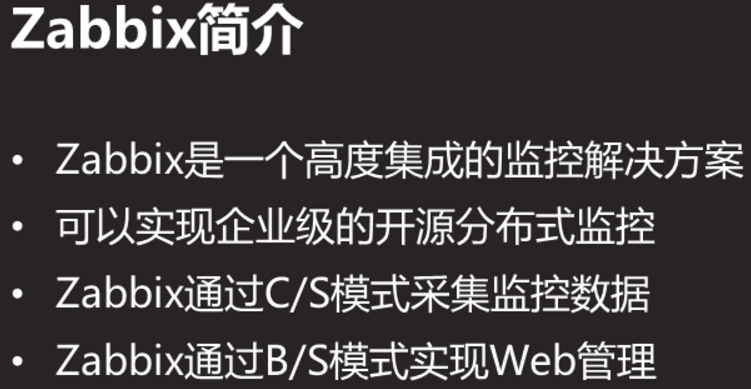 Zabbix简介
• Zabbix是一个高度集成的监控解决方案
• 可以实现企业级的开源分布式监控
• Zabbix通过C/S模式采集监控数据
• Zabbix通过B/S模式实现Web管理